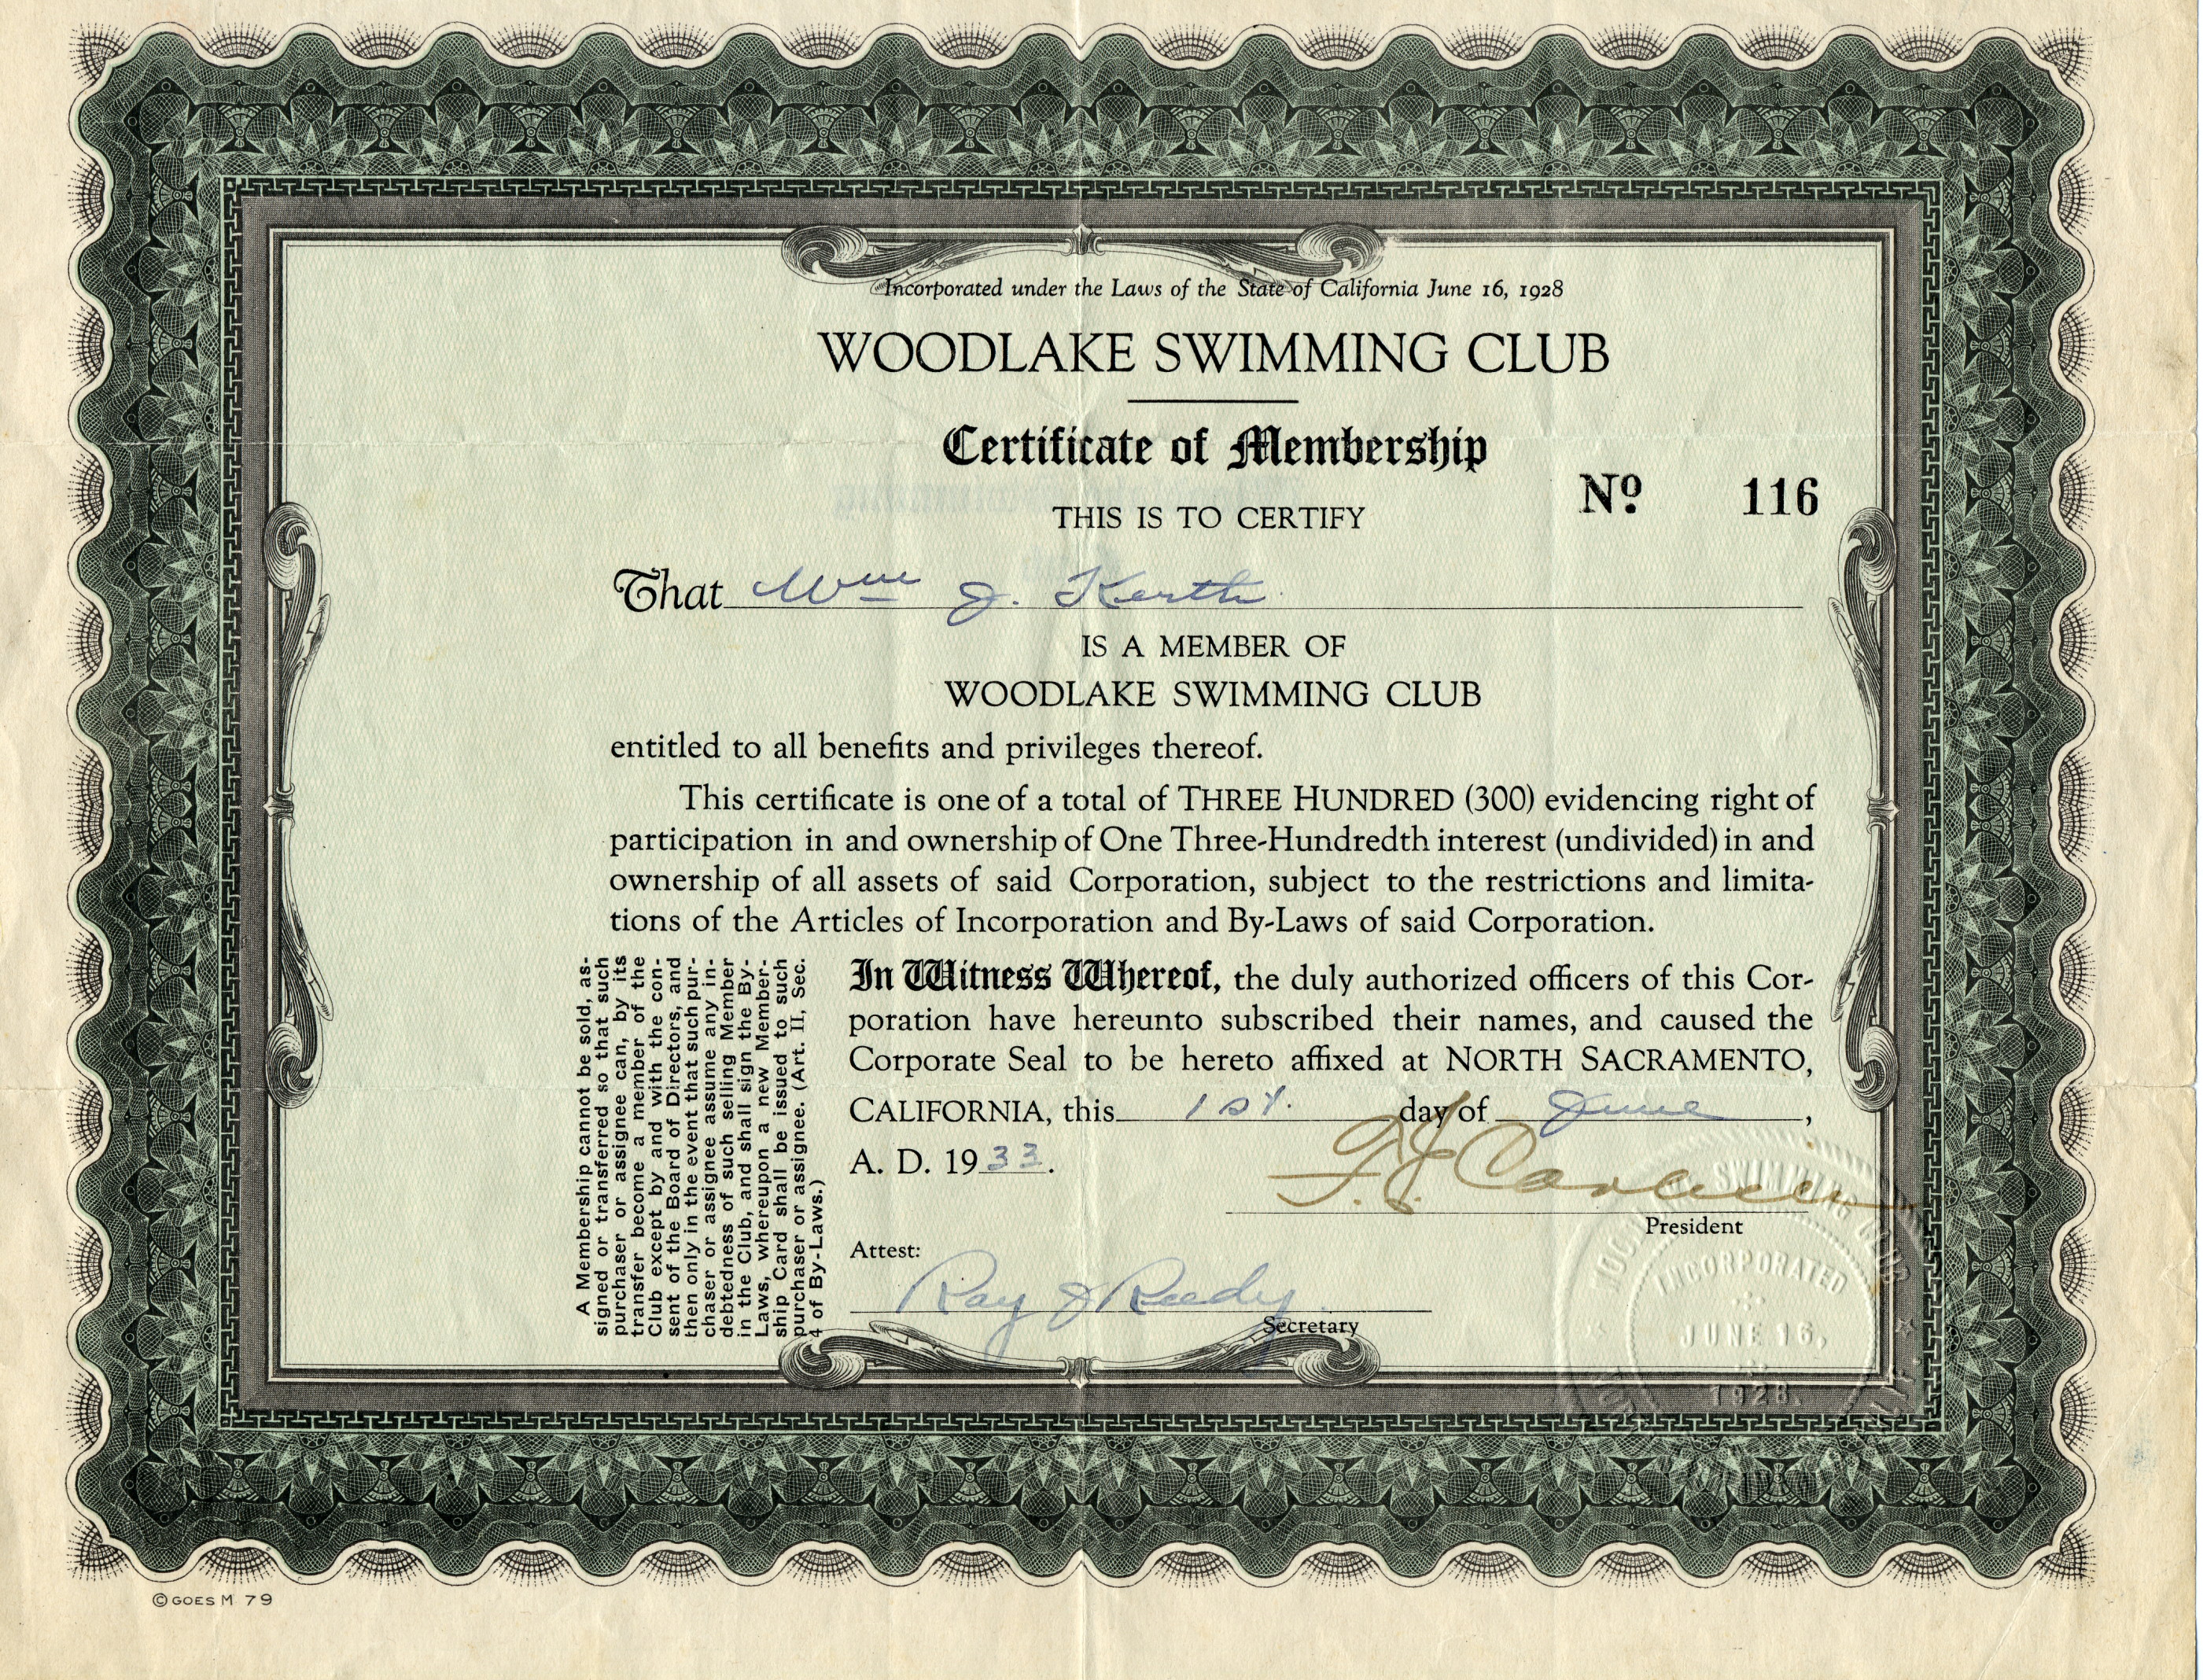 Incorporated under the Laws of the State of California June 16, 1928
WOODLAKE SWIMMING CLUB
Certificate of Membership
Nº 116
THIS IS TO CERTIFY
That Wm J. Kerth
IS A MEMBER OF
WOODLAKE SWIMMING CLUB
entitled to all benefits and privileges thereof.
This certificate is one of a total of THREE HUNDRED (300) evidencing right of
participation in and ownership of One Three-Hundredth interest (undivided) in and
ownership of all assets of said Corporation, subject to the restrictions and limita-
tions of the Articles of Incorporation and By-Laws of said Corporation.
A Membership cannot be sold, as-
signed or transferred so that such
purchaser or assignee can, by its
transfer become a member of the
Club except by and with the con-
sent of the Board of Directors, and
then only in the event that such pur-
chaser or assignee assume any in-
debtedness of such selling Member
in the Club, and shall sign the By-
Laws, whereupon a new Member-
ship Card shall be issued to such
purchaser or assignee. (Art. II, Sec.
4 of By-Laws.)
In Witness Whereof, the duly authorized officers of this Cor-
poration have hereunto subscribed their names, and caused the
Corporate Seal to be hereto affixed at NORTH SACRAMENTO,
CALIFORNIA, this 1st. day of June,
A. D. 1933.
President
Attest:
Ray J Reedy
Secretary
SWIMMING CLUB
INCORPORATED
JUNE 16,
1928.
© GOES M 79